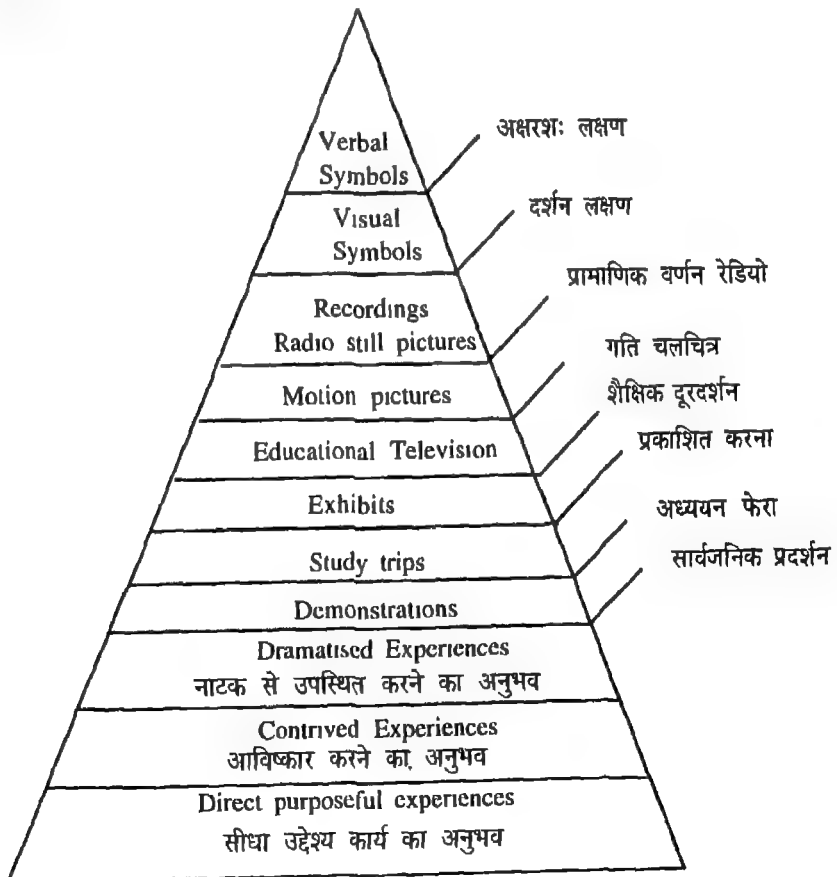 Verbal
Symbols
अक्षरशः लक्षण
Visual
Symbols
दर्शन लक्षण
Recordings
Radio still pictures
प्रामाणिक वर्णन रेडियो
Motion pictures
गति चलचित्र
Educational Television
शैक्षिक दूरदर्शन
Exhibits
प्रकाशित करना
Study trips
अध्ययन फेरा
Demonstrations
सार्वजनिक प्रदर्शन
Dramatised Experiences
नाटक से उपस्थित करने का अनुभव
Contrived Experiences
आविष्कार करने का अनुभव
Direct purposeful experiences
सीधा उद्देश्य कार्य का अनुभव